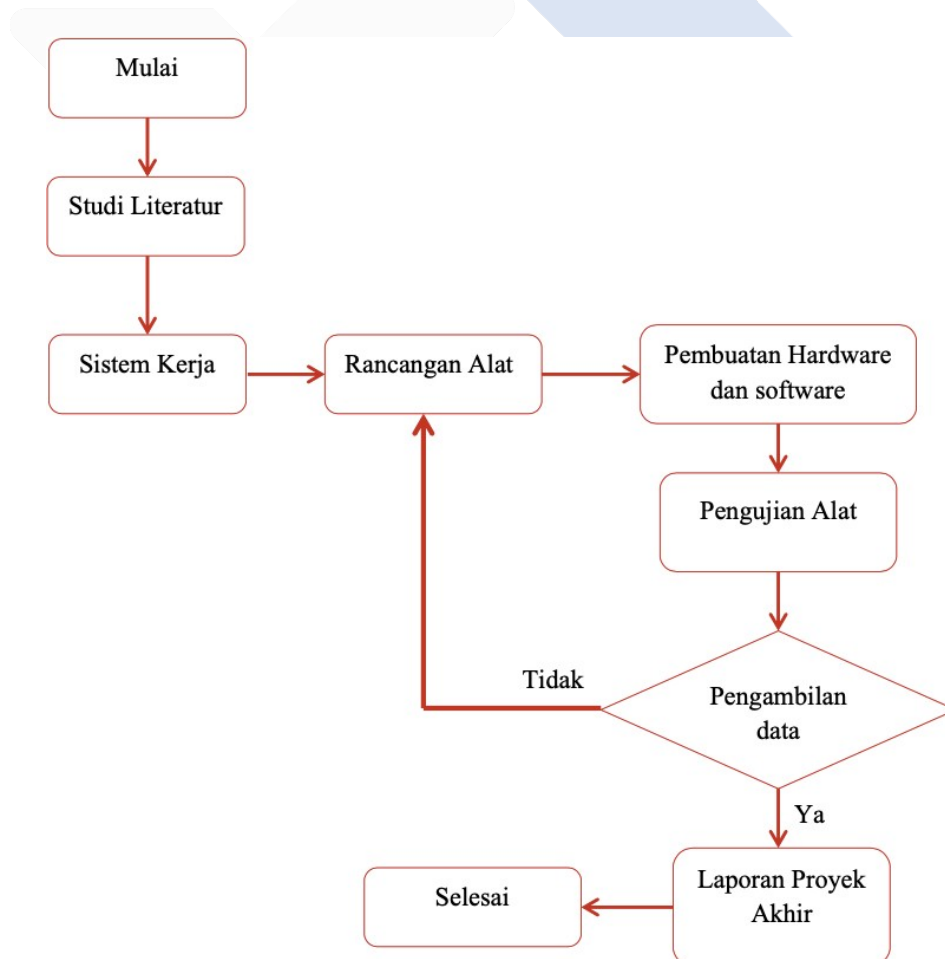 Mulai
Studi Literatur
Sistem Kerja
Rancangan Alat
Pembuatan Hardware
dan software
Pengujian Alat
Tidak
Pengambilan
data
Ya
Laporan Proyek
Akhir
Selesai